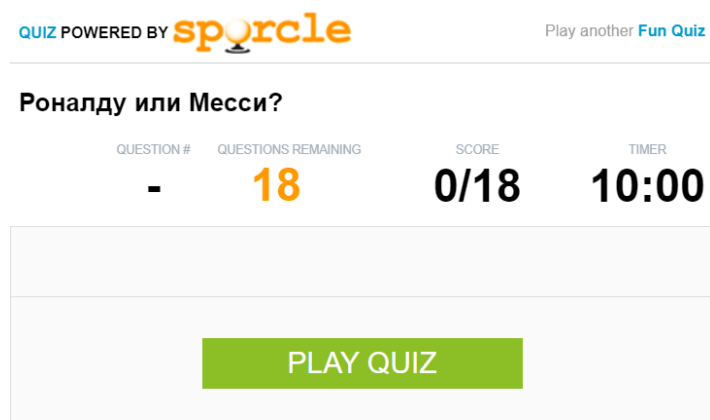 QUIZ POWERED BY sporcle
Play another Fun Quiz
Роналду или Месси?
QUESTION # QUESTIONS REMAINING SCORE TIMER
- 18 0/18 10:00
PLAY QUIZ